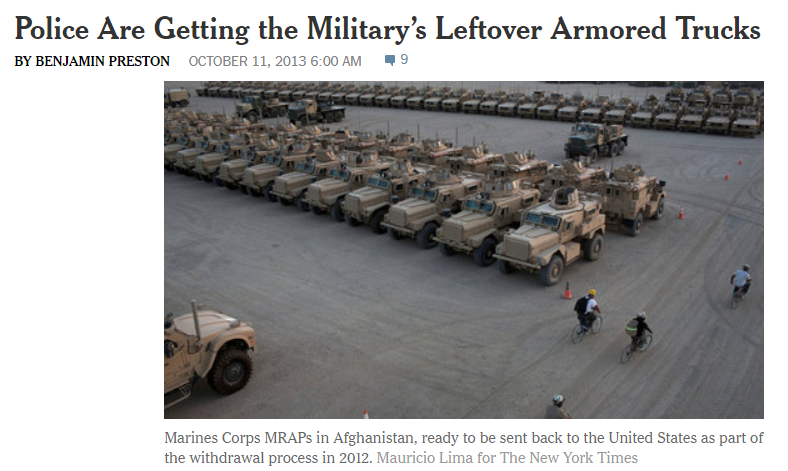 Police Are Getting the Military’s Leftover Armored Trucks
BY BENJAMIN PRESTON OCTOBER 11, 2013 6:00 AM 9
Marines Corps MRAPs in Afghanistan, ready to be sent back to the United States as part of
the withdrawal process in 2012. Mauricio Lima for The New York Times